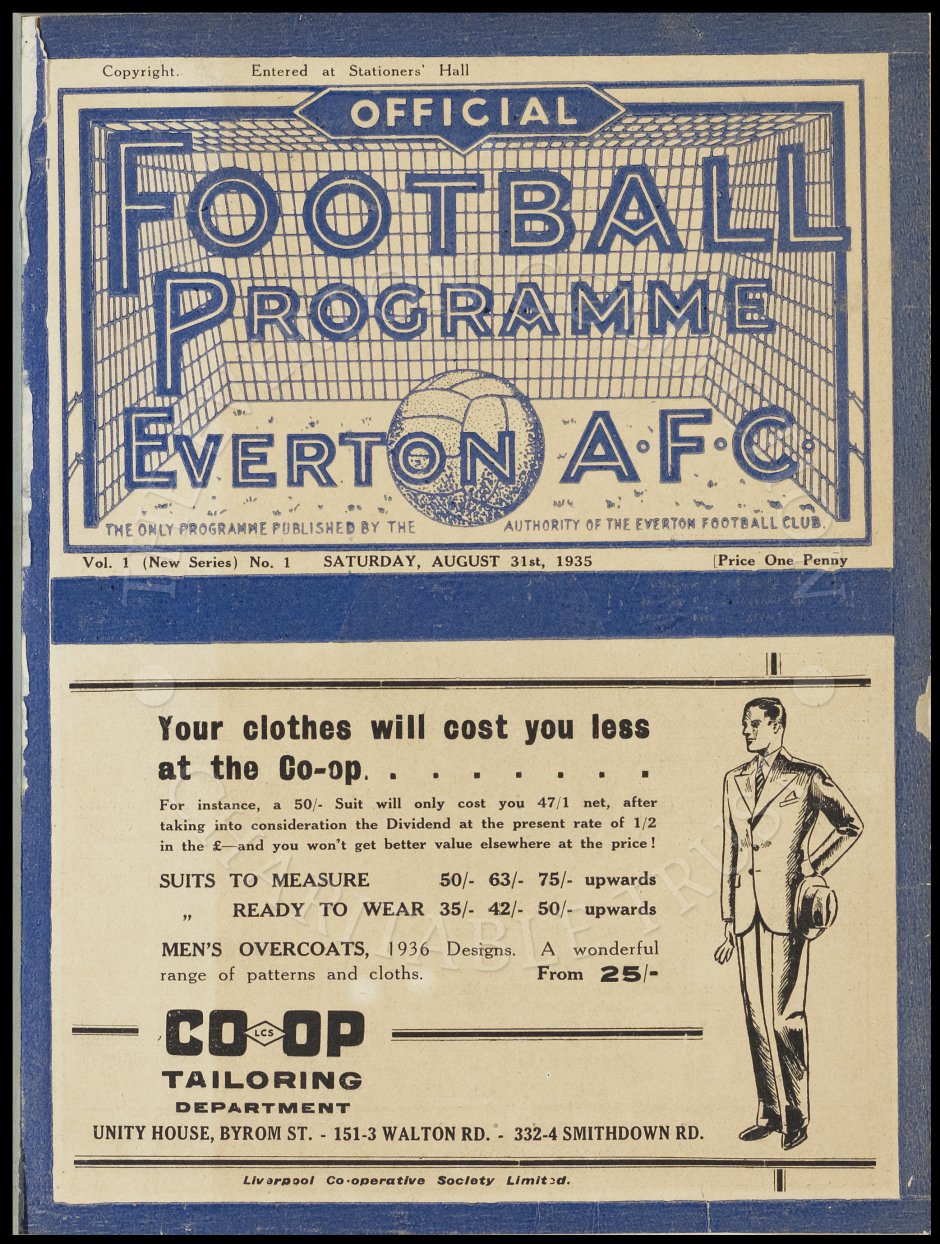 Copyright. Entered at Stationers' Hall
OFFICIAL
FOOTBALL
PROGRAMME
EVERTON A.F.C.
THE ONLY PROGRAMME PUBLISHED BY THE AUTHORITY OF THE EVERTON FOOTBALL CLUB.
Vol. 1 (New Series) No. 1 SATURDAY, AUGUST 31st, 1935 [Price One Penny
Your clothes will cost you less
at the Co-op. . . . . . . . .
For instance, a 50/- Suit will only cost you 47/1 net, after
taking into consideration the Dividend at the present rate of 1/2
in the £—and you won't get better value elsewhere at the price!
SUITS TO MEASURE 50/- 63/- 75/- upwards
„ READY TO WEAR 35/- 42/- 50/- upwards
MEN'S OVERCOATS, 1936 Designs. A wonderful
range of patterns and cloths. From 25/-
CO LCS OP
TAILORING
DEPARTMENT
UNITY HOUSE, BYROM ST. - 151-3 WALTON RD. - 332-4 SMITHDOWN RD.
Liverpool Co-operative Society Limited.